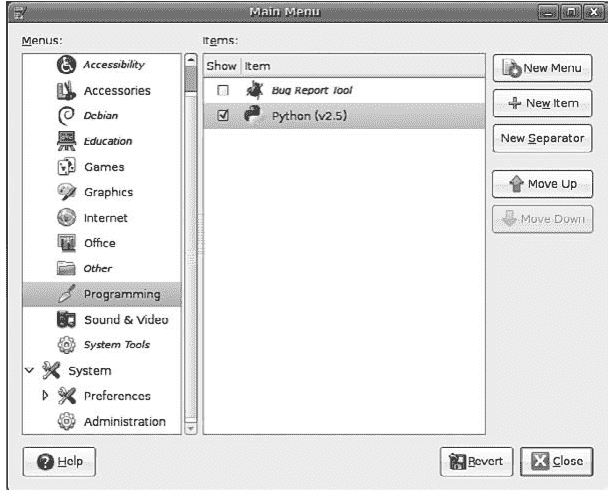 Main Menu
Menus:
Accessibility
Accessories
Debian
Education
Games
Graphics
Internet
Office
Other
Programming
Sound & Video
System Tools
System
Preferences
Administration
Items:
Show Item
Bug Report Tool
Python (v2.5)
New Menu
New Item
New Separator
Move Up
Move Down
Help
Revert
Close